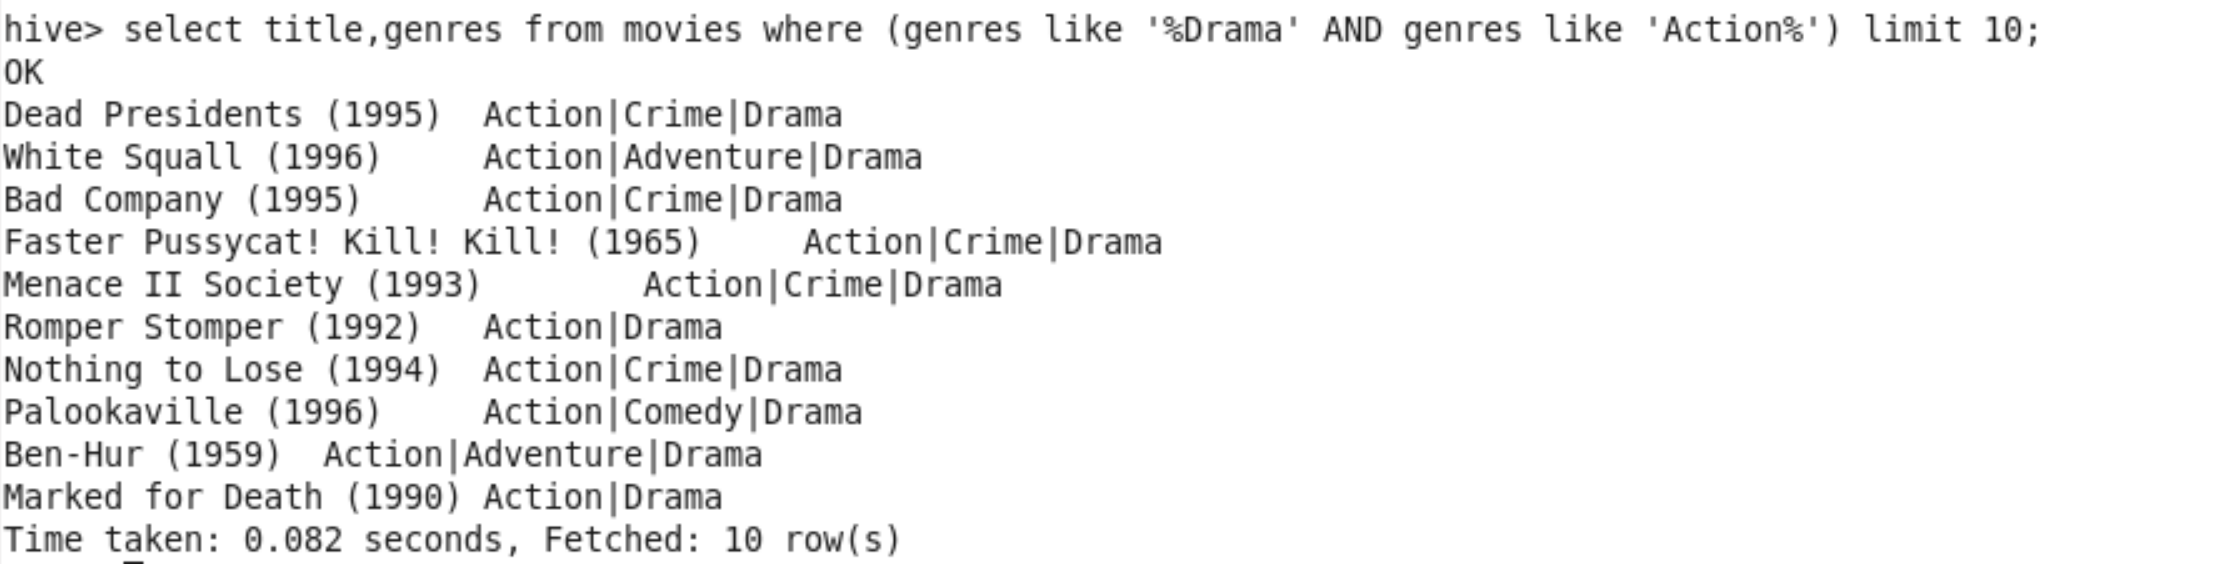 hive> select title,genres from movies where (genres like '%Drama' AND genres like 'Action%') limit 10;
OK
Dead Presidents (1995)  Action|Crime|Drama
White Squall (1996)     Action|Adventure|Drama
Bad Company (1995)      Action|Crime|Drama
Faster Pussycat! Kill! Kill! (1965)     Action|Crime|Drama
Menace II Society (1993)        Action|Crime|Drama
Romper Stomper (1992)   Action|Drama
Nothing to Lose (1994)  Action|Crime|Drama
Palookaville (1996)     Action|Comedy|Drama
Ben-Hur (1959)  Action|Adventure|Drama
Marked for Death (1990) Action|Drama
Time taken: 0.082 seconds, Fetched: 10 row(s)